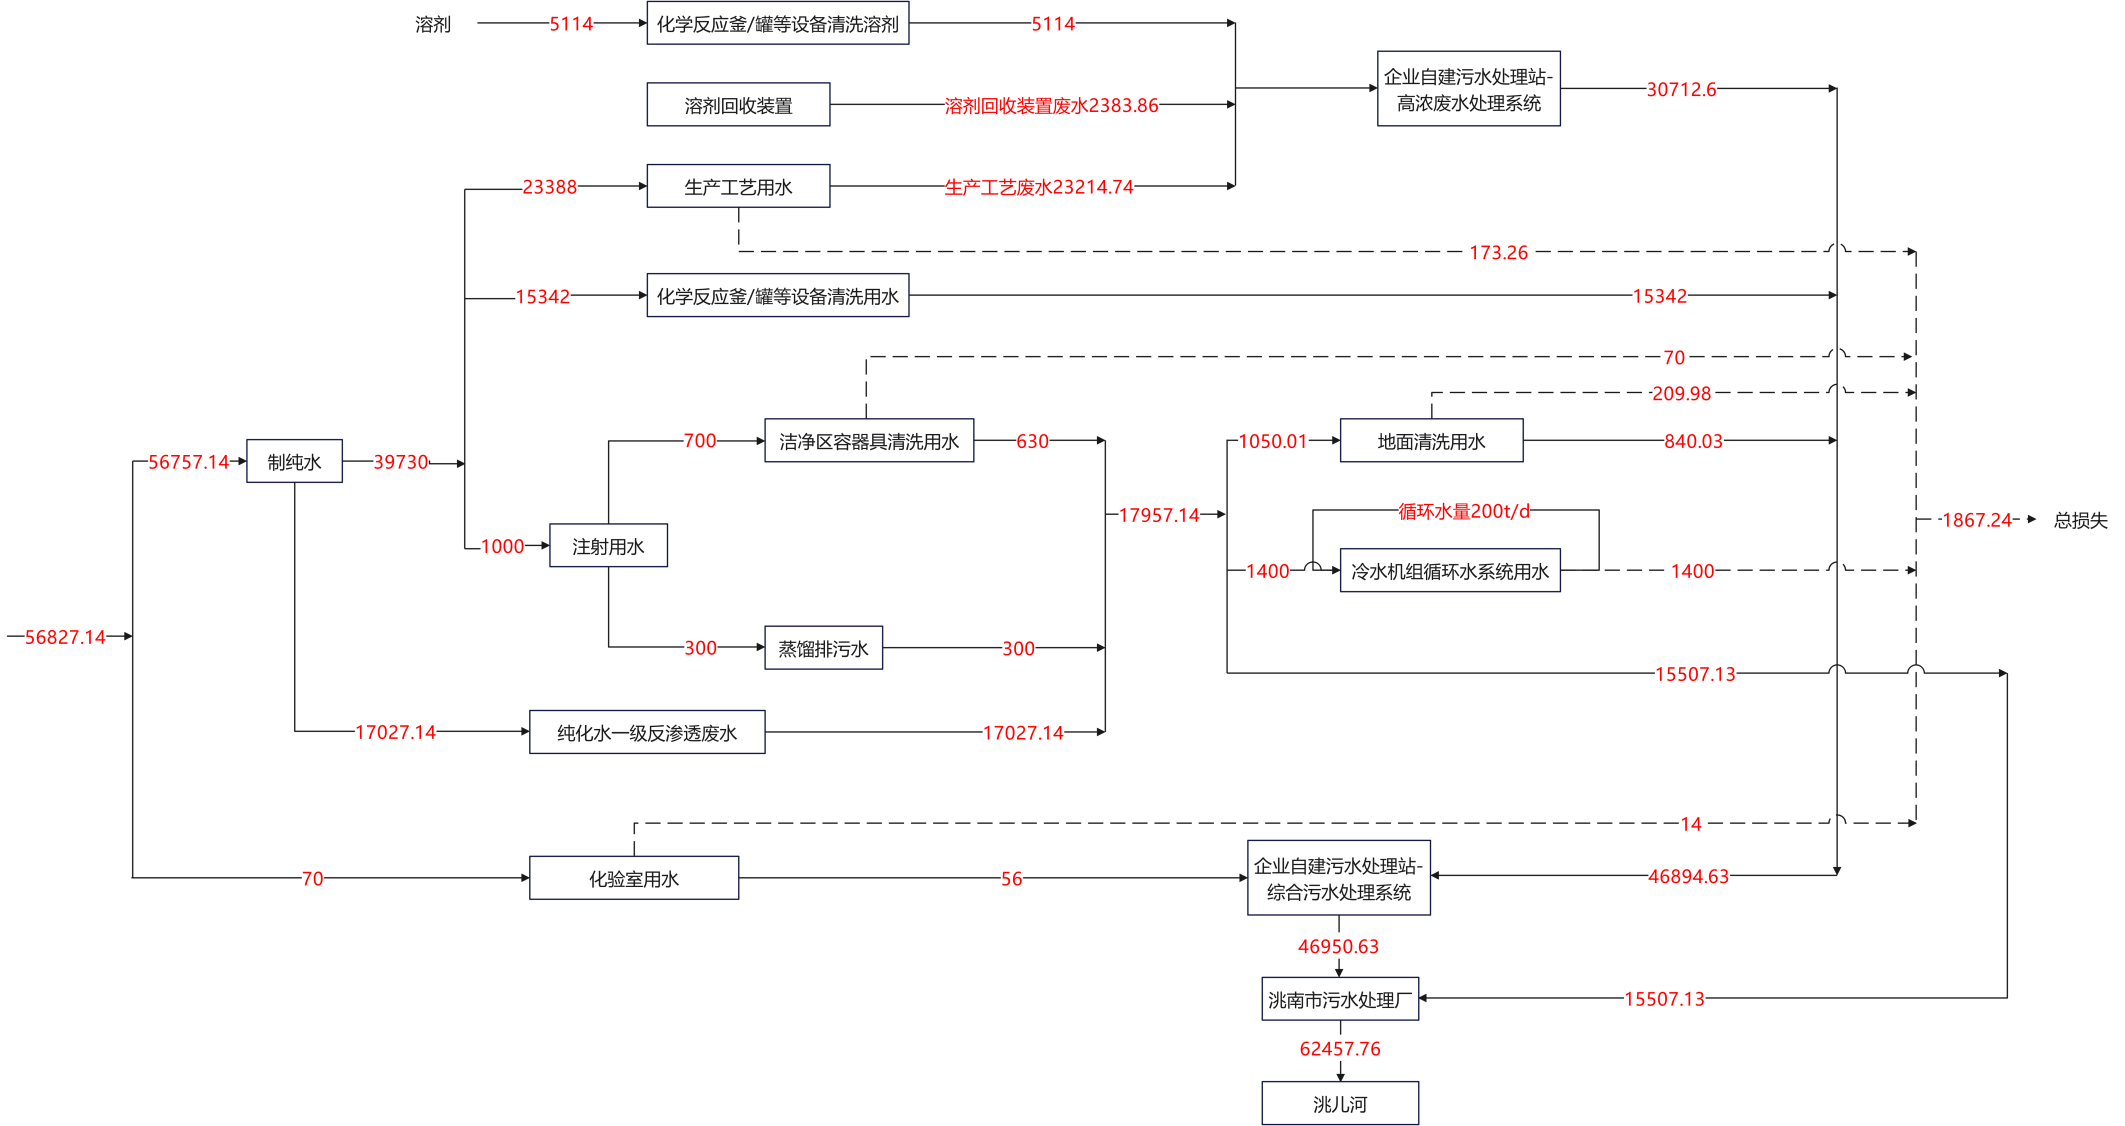 溶剂
5114
化学反应釜/罐等设备清洗溶剂
5114
企业自建污水处理站-
高浓废水处理系统
30712.6
溶剂回收装置
溶剂回收装置废水2383.86
23388
生产工艺用水
生产工艺废水23214.74
173.26
15342
化学反应釜/罐等设备清洗用水
15342
70
209.98
56757.14
制纯水
39730
700
洁净区容器具清洗用水
630
1050.01
地面清洗用水
840.03
17957.14
循环水量200t/d
1867.24
总损失
1000
注射用水
1400
冷水机组循环水系统用水
1400
56827.14
300
蒸馏排污水
300
15507.13
17027.14
纯化水一级反渗透废水
17027.14
14
70
化验室用水
56
企业自建污水处理站-
综合污水处理系统
46894.63
46950.63
洮南市污水处理厂
15507.13
62457.76
洮儿河